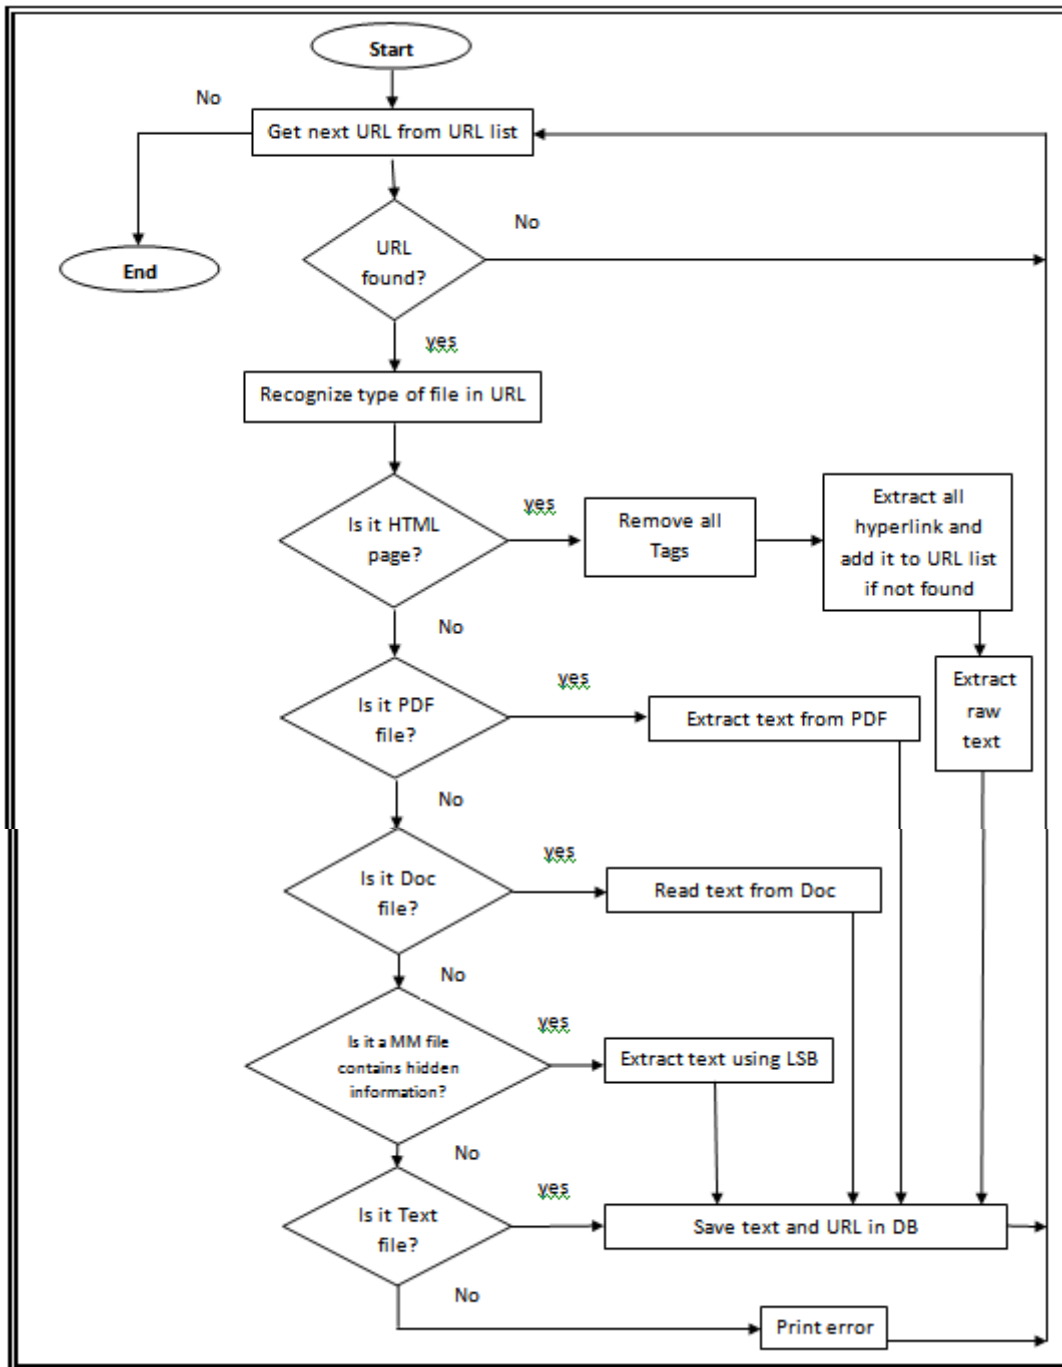 Start
No
Get next URL from URL list
No
URL
found?
End
yes
Recognize type of file in URL
Is it HTML
page?
yes
Remove all
Tags
Extract all
hyperlink and
add it to URL list
if not found
No
Is it PDF
file?
yes
Extract text from PDF
Extract
raw
text
No
Is it Doc
file?
yes
Read text from Doc
No
Is it a MM file
contains hidden
information?
yes
Extract text using LSB
No
Is it Text
file?
yes
Save text and URL in DB
No
Print error